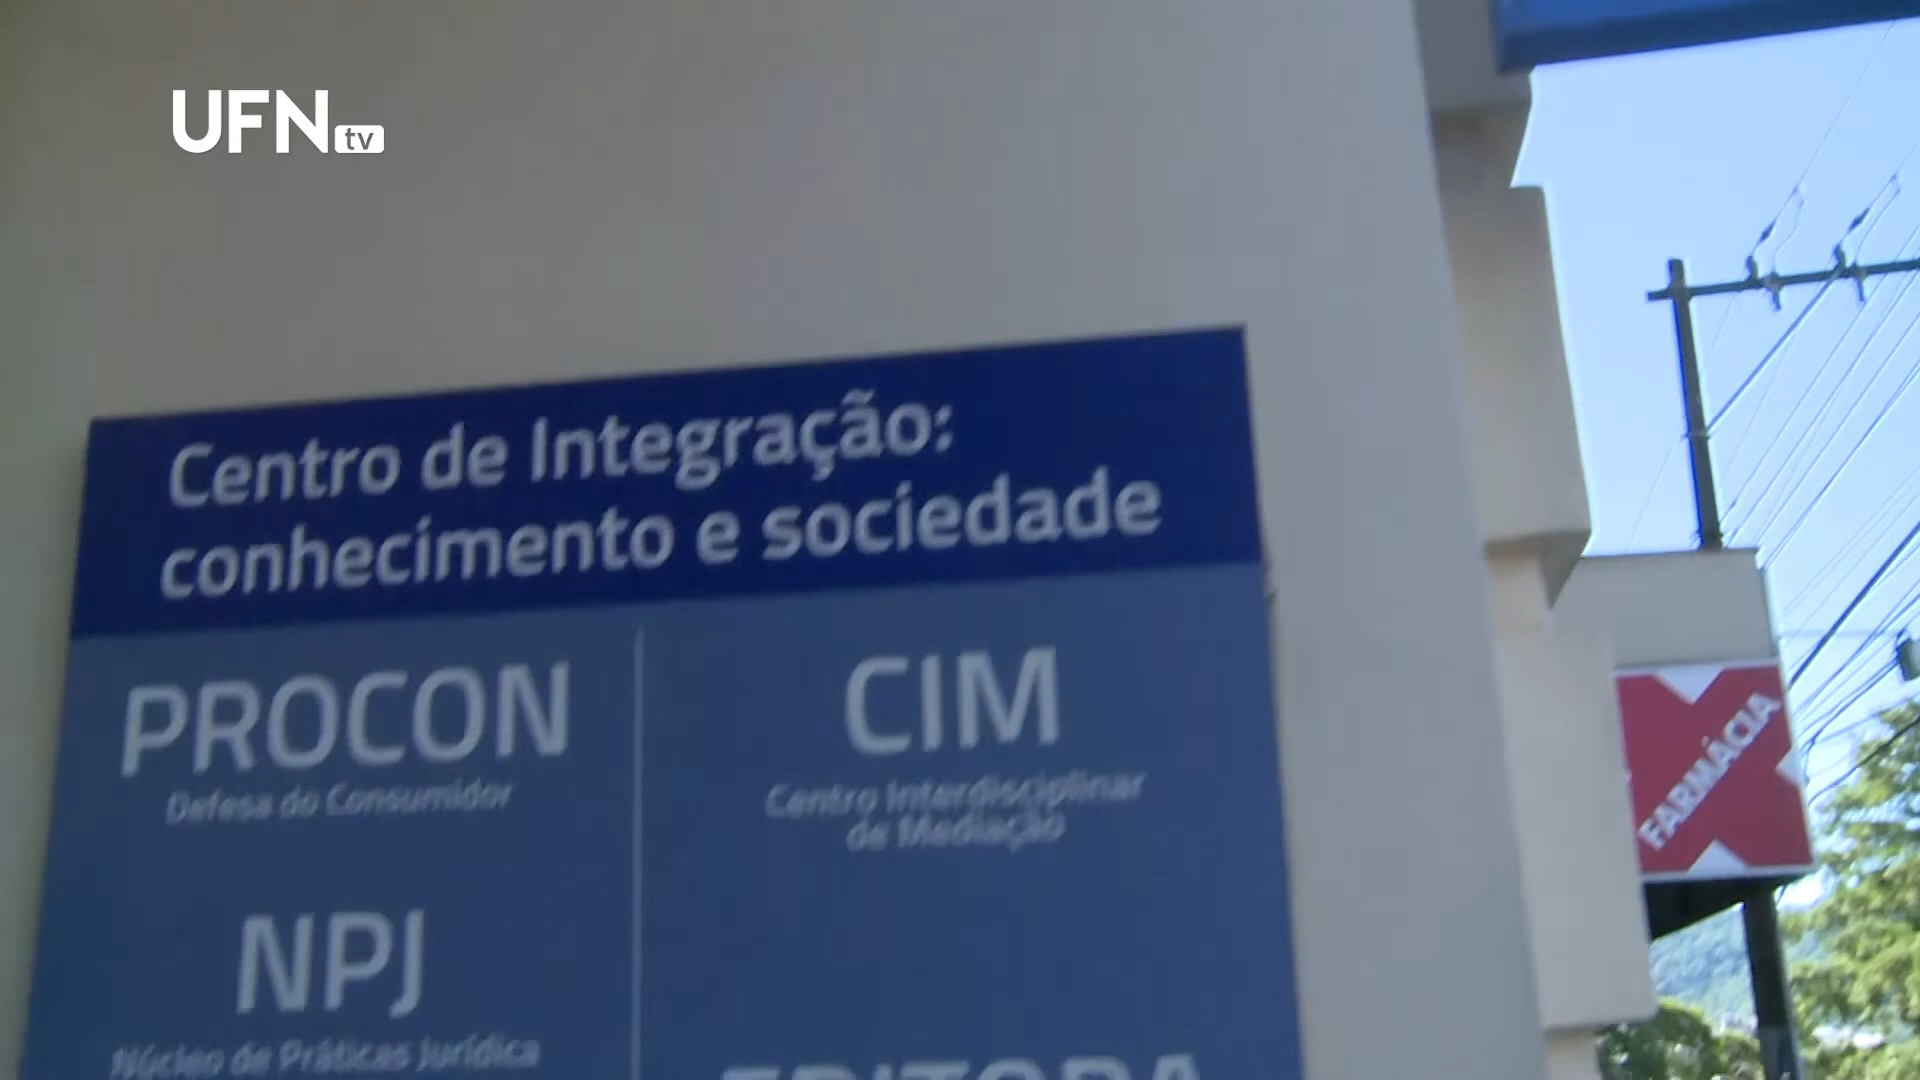 UFN tv
Centro de Integração:
conhecimento e sociedade
PROCON
Defesa do Consumidor
CIM
Centro Interdisciplinar
de Mediação
NPJ
Núcleo de Práticas Jurídica
EDITORA
FARMÁCIA